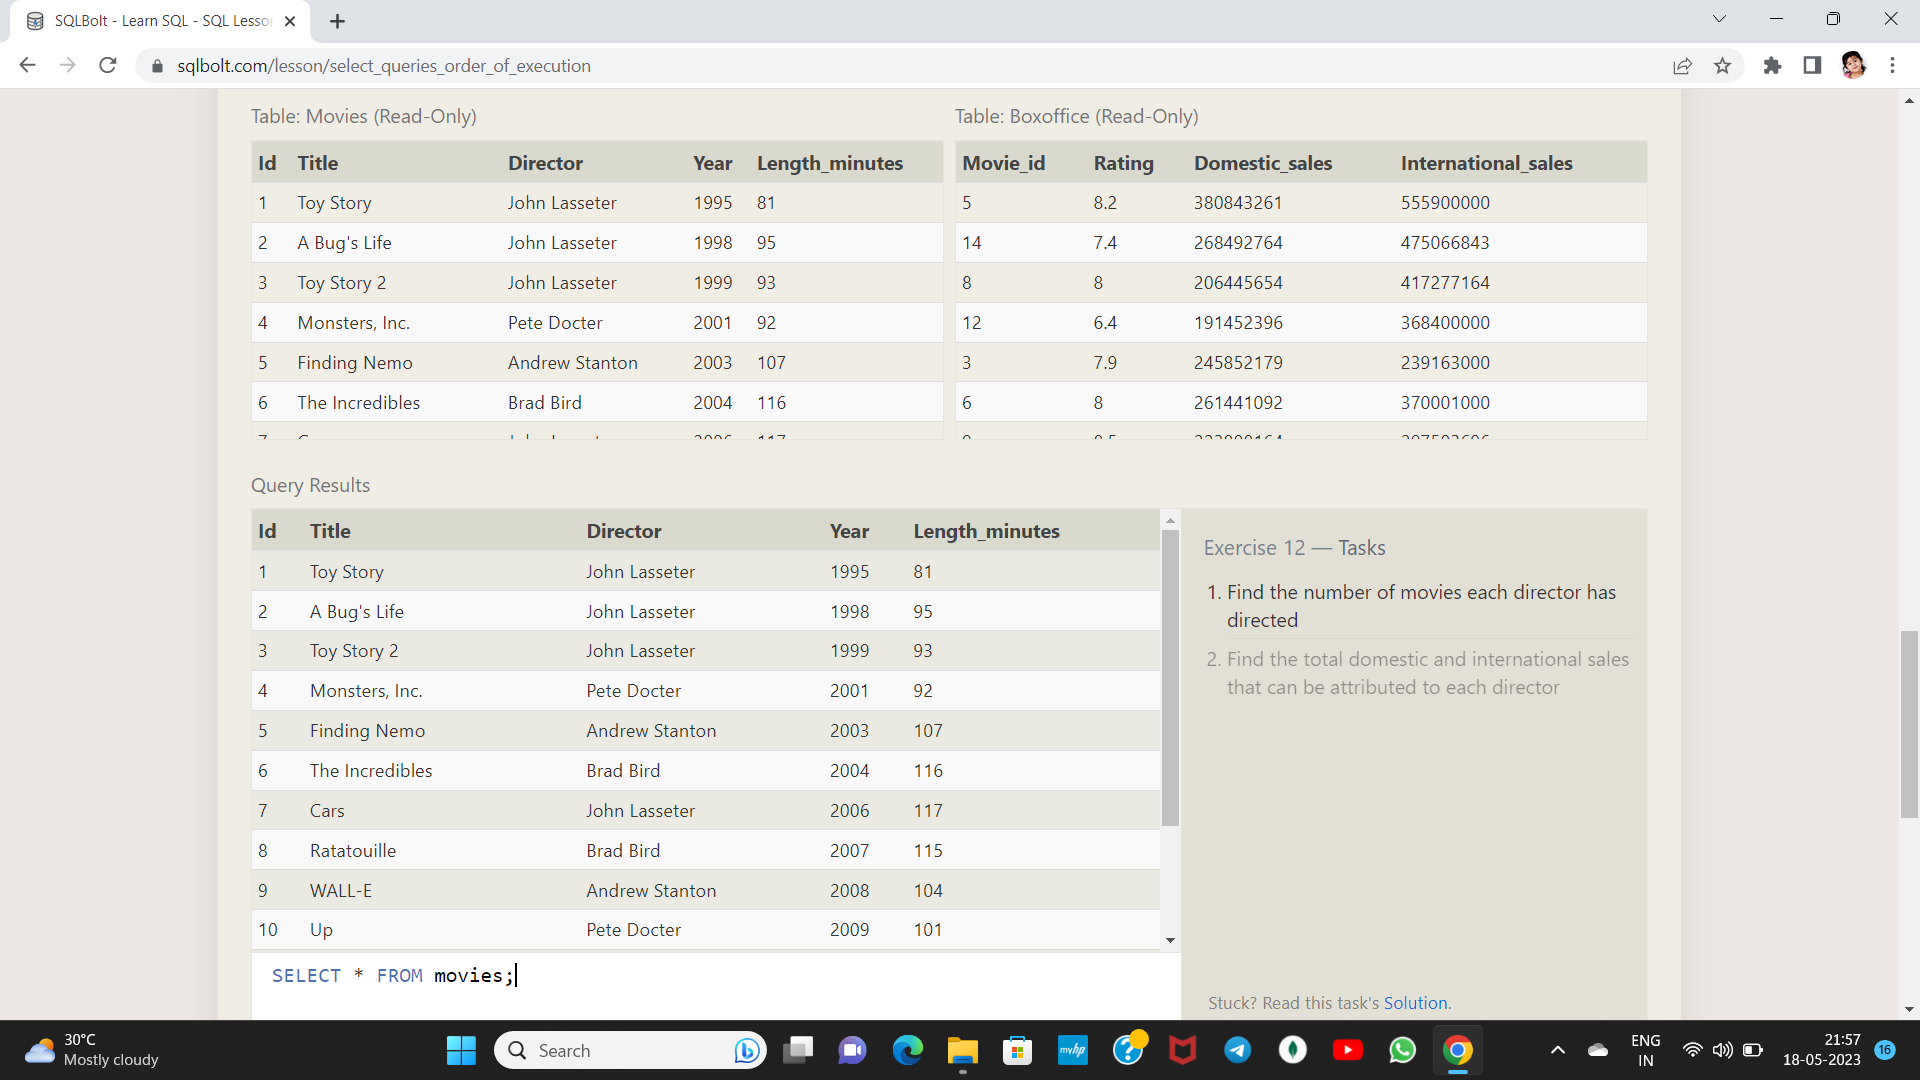 SQLBolt - Learn SQL - SQL Lesso
sqlbolt.com/lesson/select_queries_order_of_execution
Table: Movies (Read-Only)
Id Title Director Year Length_minutes
1 Toy Story John Lasseter 1995 81
2 A Bug's Life John Lasseter 1998 95
3 Toy Story 2 John Lasseter 1999 93
4 Monsters, Inc. Pete Docter 2001 92
5 Finding Nemo Andrew Stanton 2003 107
6 The Incredibles Brad Bird 2004 116
Table: Boxoffice (Read-Only)
Movie_id Rating Domestic_sales International_sales
5 8.2 380843261 555900000
14 7.4 268492764 475066843
8 8 206445654 417277164
12 6.4 191452396 368400000
3 7.9 245852179 239163000
6 8 261441092 370001000
Query Results
Id Title Director Year Length_minutes
1 Toy Story John Lasseter 1995 81
2 A Bug's Life John Lasseter 1998 95
3 Toy Story 2 John Lasseter 1999 93
4 Monsters, Inc. Pete Docter 2001 92
5 Finding Nemo Andrew Stanton 2003 107
6 The Incredibles Brad Bird 2004 116
7 Cars John Lasseter 2006 117
8 Ratatouille Brad Bird 2007 115
9 WALL-E Andrew Stanton 2008 104
10 Up Pete Docter 2009 101
SELECT * FROM movies;
Exercise 12 — Tasks
1. Find the number of movies each director has
directed
2. Find the total domestic and international sales
that can be attributed to each director
Stuck? Read this task's Solution.
30°C
Mostly cloudy
Search
myhp
ENG
IN
21:57
18-05-2023
16